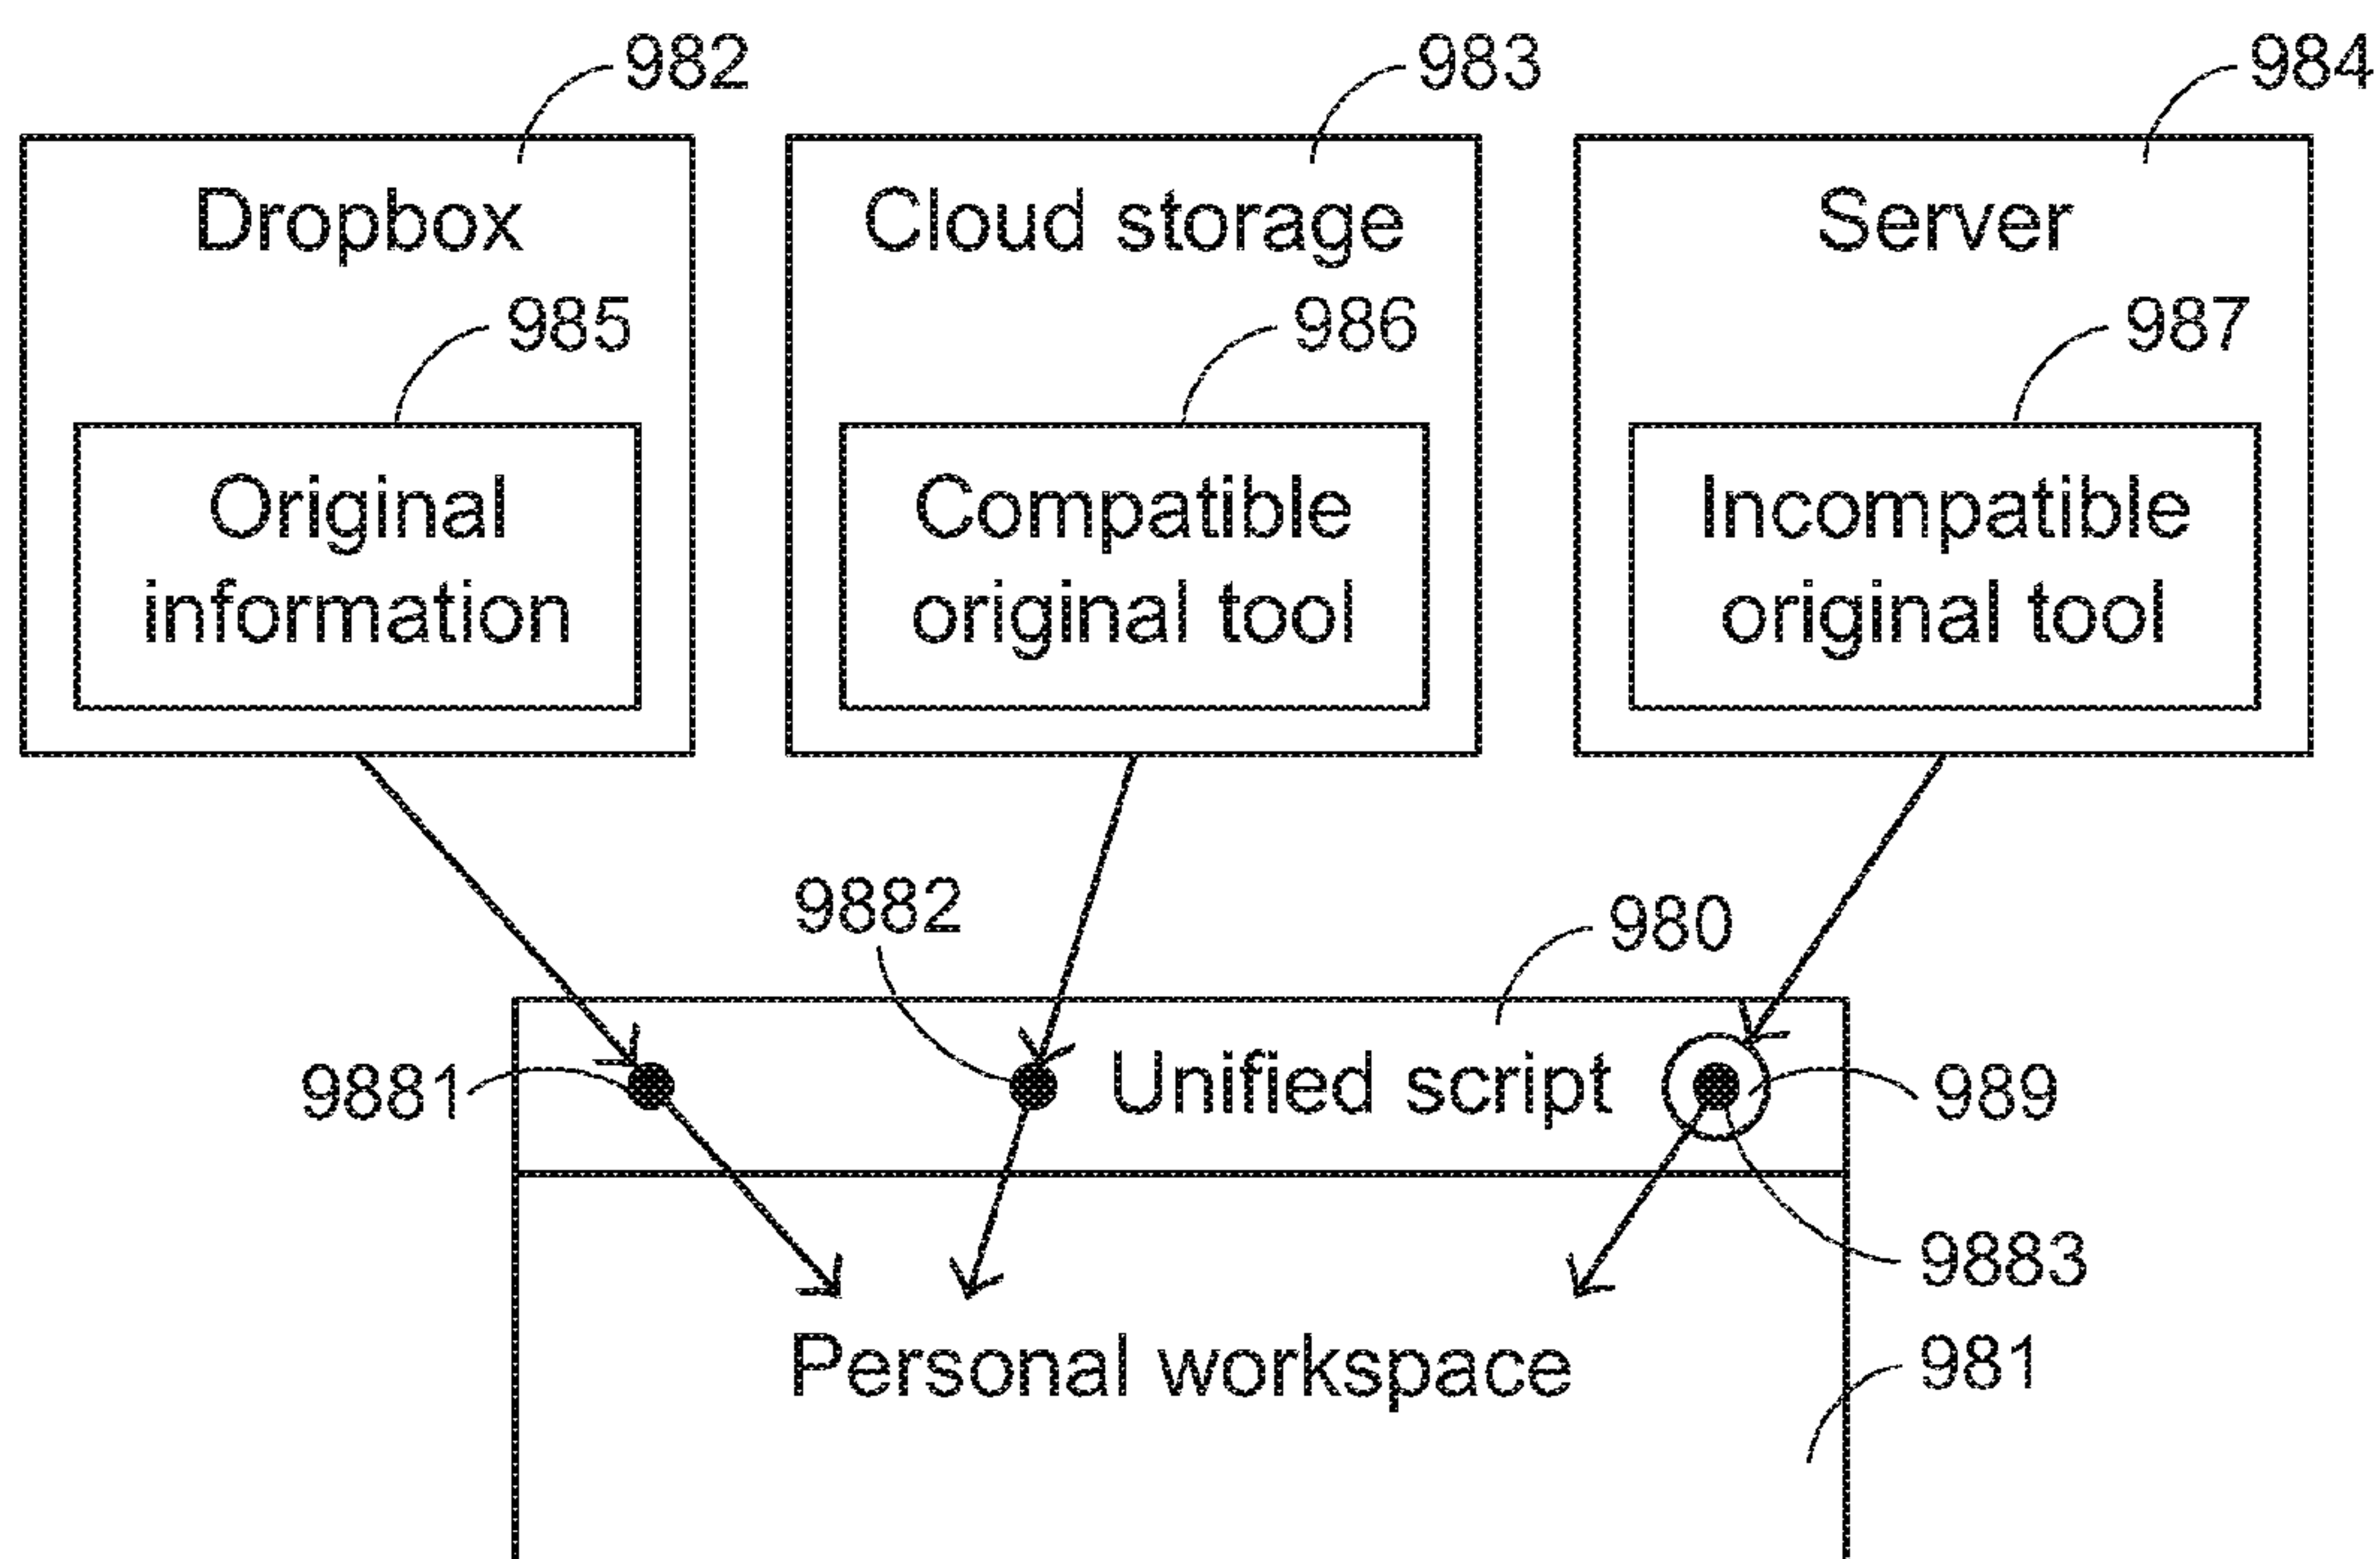 982
983
984
Dropbox
Cloud storage
Server
985
986
987
Original
information
Compatible
original tool
Incompatible
original tool
9882
980
9881
Unified script
989
9883
Personal workspace
981